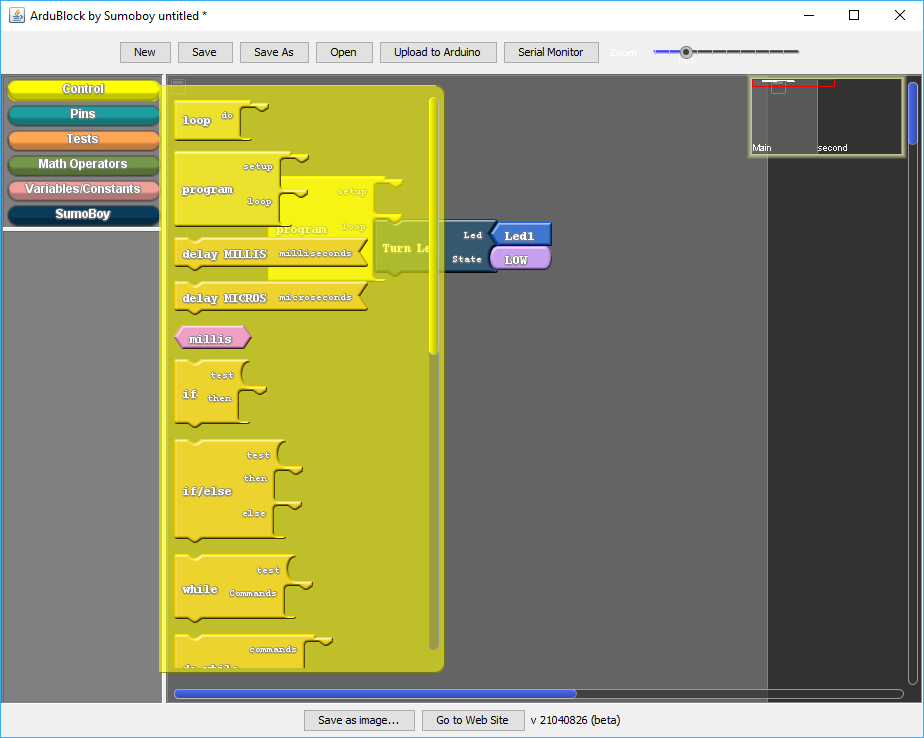 ArduBlock by Sumoboy untitled *
New Save Save As Open Upload to Arduino Serial Monitor Zoom
Control
Pins
Tests
Math Operators
Variables/Constants
SumoBoy
loop do
program setup
loop
delay MILLIS milliseconds
delay MICROS microseconds
millis
if test
then
if/else test
then
else
while test
Commands
do while commands
program setup
loop
Turn Led Led Led1
State LOW
Main second
Save as image... Go to Web Site v 21040826 (beta)